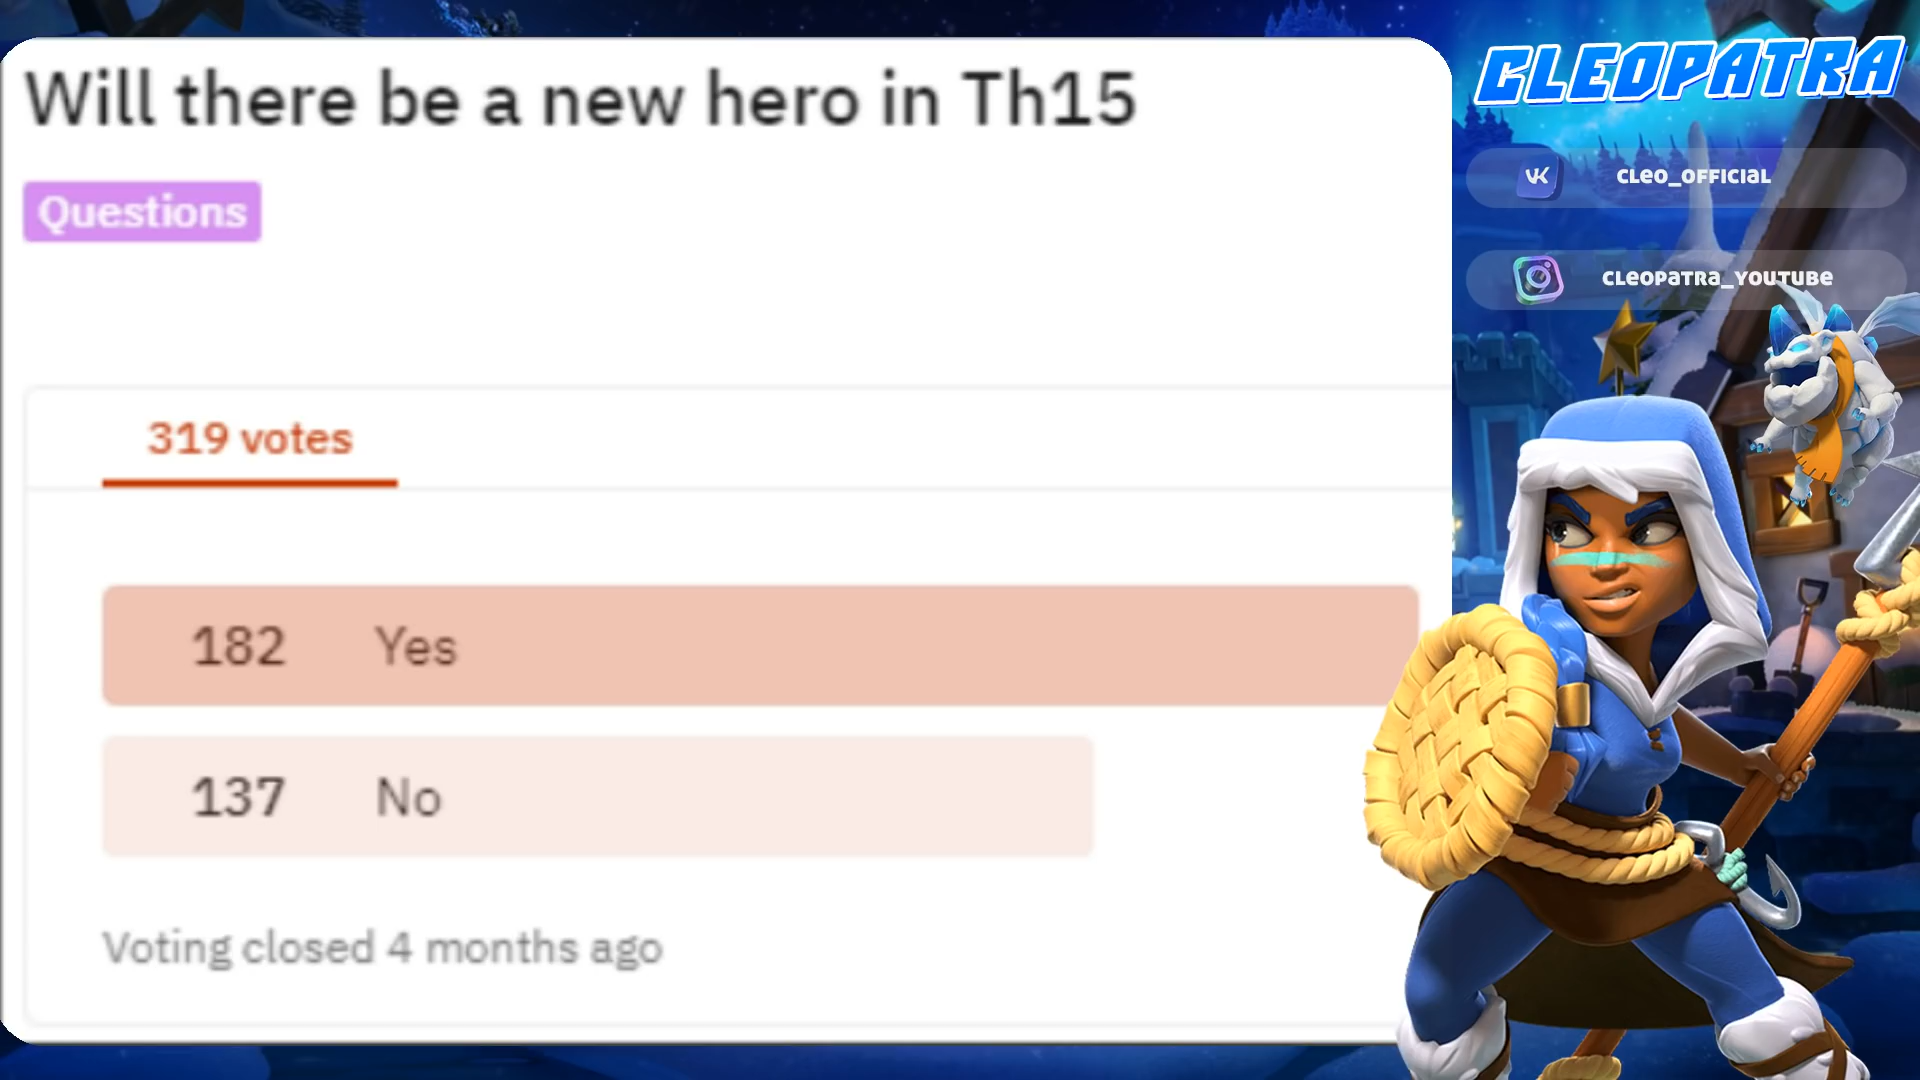 Will there be a new hero in Th15
Questions
319 votes
182 Yes
137 No
Voting closed 4 months ago
CLEOPATRA
CLEO_OFFICIAL
CLEOPATRA_YOUTUBE